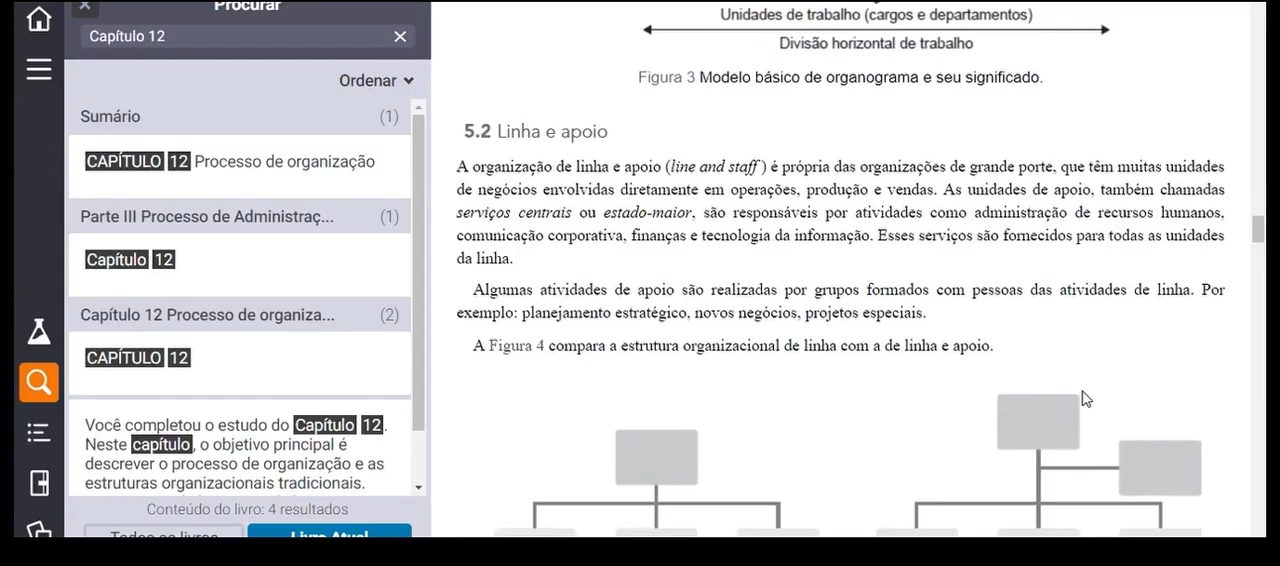 Procurar
Capítulo 12
Ordenar
Sumário (1)
CAPÍTULO 12 Processo de organização
Parte III Processo de Administraç... (1)
Capítulo 12
Capítulo 12 Processo de organiza... (2)
CAPÍTULO 12
Você completou o estudo do Capítulo 12.
Neste capítulo, o objetivo principal é
descrever o processo de organização e as
estruturas organizacionais tradicionais.
Conteúdo do livro: 4 resultados
Todos os livros
Livro Atual
Unidades de trabalho (cargos e departamentos)
Divisão horizontal de trabalho
Figura 3 Modelo básico de organograma e seu significado.
5.2 Linha e apoio
A organização de linha e apoio (line and staff) é própria das organizações de grande porte, que têm muitas unidades
de negócios envolvidas diretamente em operações, produção e vendas. As unidades de apoio, também chamadas
serviços centrais ou estado-maior, são responsáveis por atividades como administração de recursos humanos,
comunicação corporativa, finanças e tecnologia da informação. Esses serviços são fornecidos para todas as unidades
da linha.
Algumas atividades de apoio são realizadas por grupos formados com pessoas das atividades de linha. Por
exemplo: planejamento estratégico, novos negócios, projetos especiais.
A Figura 4 compara a estrutura organizacional de linha com a de linha e apoio.